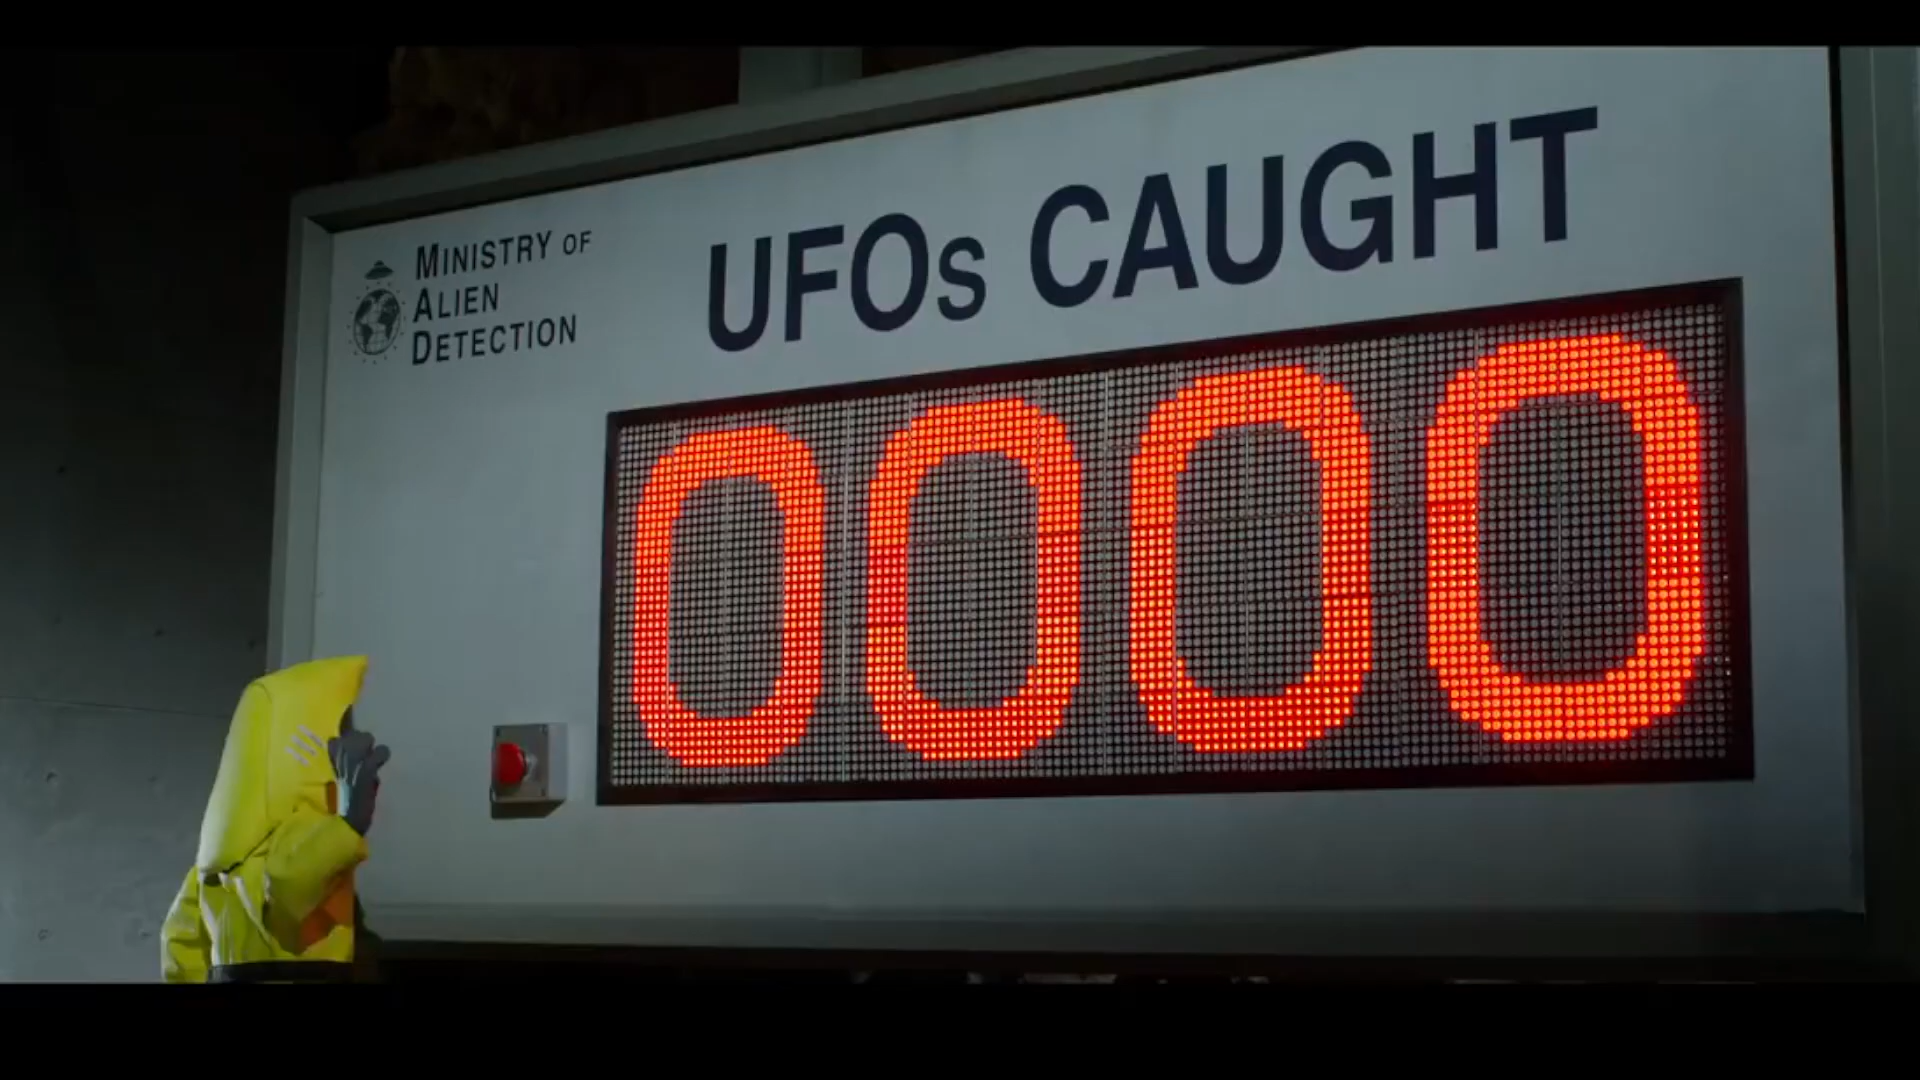 MINISTRY OF
ALIEN
DETECTION
UFOs CAUGHT
0000